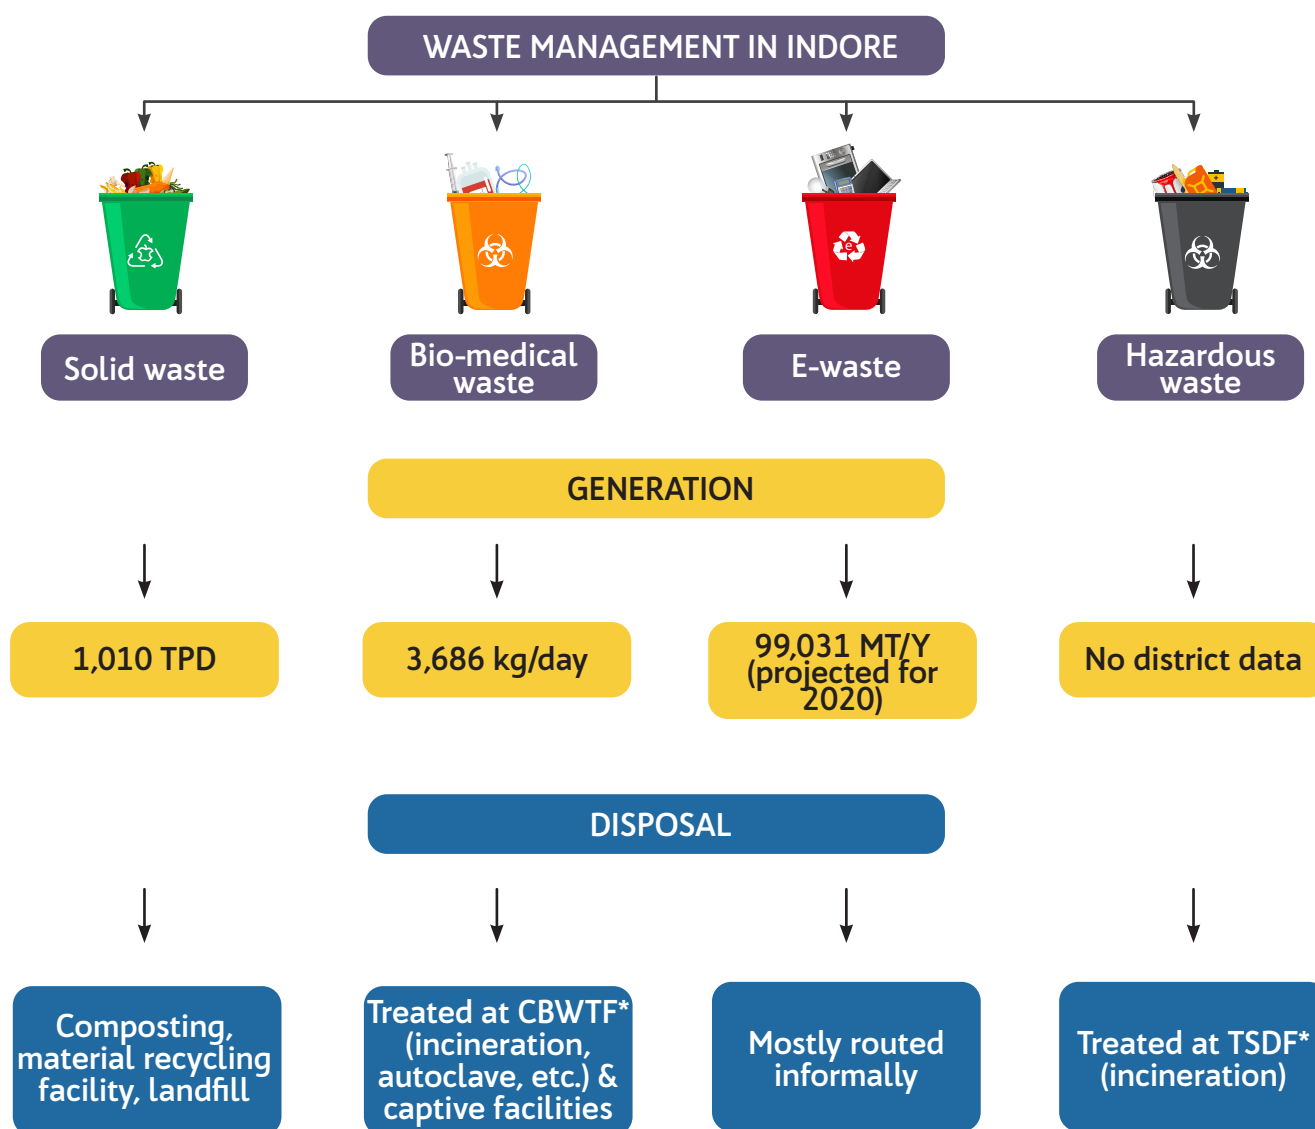 WASTE MANAGEMENT IN INDORE
e
Solid waste
Bio-medical
waste
E-waste
Hazardous
waste
GENERATION
1,010 TPD
3,686 kg/day
99,031 MT/Y
(projected for
2020)
No district data
DISPOSAL
Composting,
material recycling
facility, landfill
Treated at CBWTF*
(incineration,
autoclave, etc.) &
captive facilities
Mostly routed
informally
Treated at TSDF*
(incineration)